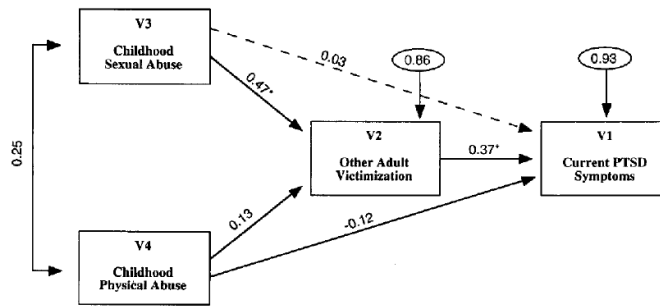 V3
Childhood
Sexual Abuse
0.03
0.86
0.93
0.47*
0.25
V2
Other Adult
Victimization
0.37*
V1
Current PTSD
Symptoms
0.13
-0.12
V4
Childhood
Physical Abuse